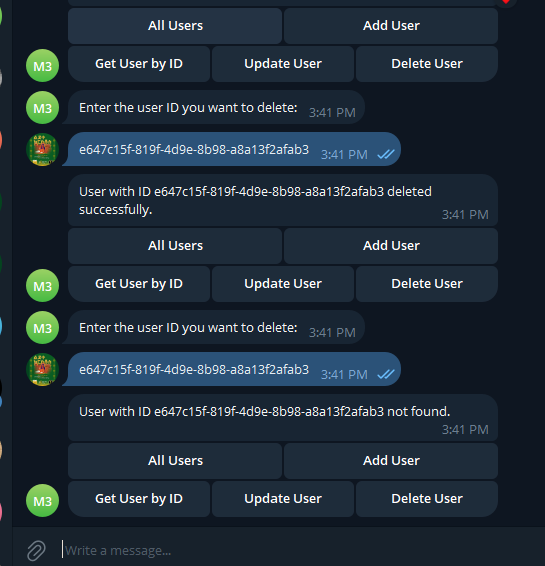 All Users Add User
M3 Get User by ID Update User Delete User
M3 Enter the user ID you want to delete: 3:41 PM
e647c15f-819f-4d9e-8b98-a8a13f2afab3 3:41 PM
User with ID e647c15f-819f-4d9e-8b98-a8a13f2afab3 deleted
successfully. 3:41 PM
All Users Add User
M3 Get User by ID Update User Delete User
M3 Enter the user ID you want to delete: 3:41 PM
e647c15f-819f-4d9e-8b98-a8a13f2afab3 3:41 PM
User with ID e647c15f-819f-4d9e-8b98-a8a13f2afab3 not found.
3:41 PM
All Users Add User
M3 Get User by ID Update User Delete User
Write a message...